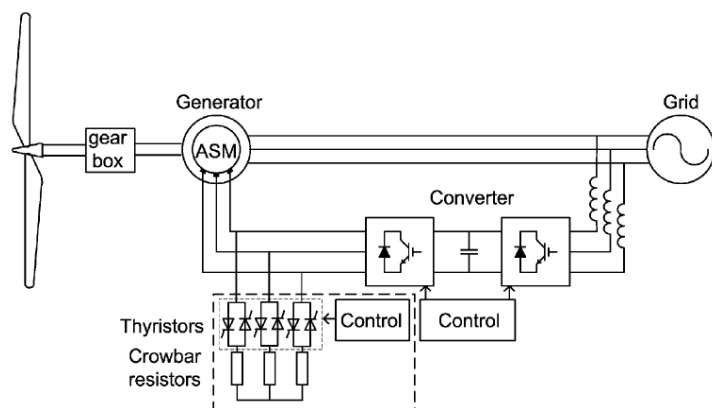 Generator
Grid
gear
box
ASM
Converter
Thyristors
Control
Control
Crowbar
resistors